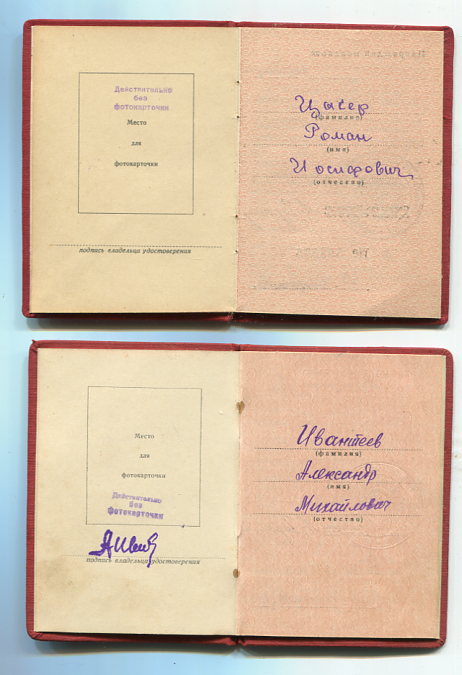 Действительно
без
фотокарточки
Место
для
фотокарточки
подпись владельца удостоверения
Цысер
(фамилия)
Роман
(имя)
Иосифович
(отчество)
Место
для
фотокарточки
Действительно
без
фотокарточки
подпись владельца удостоверения
Ивантеев
(фамилия)
Александр
(имя)
Михайлович
(отчество)